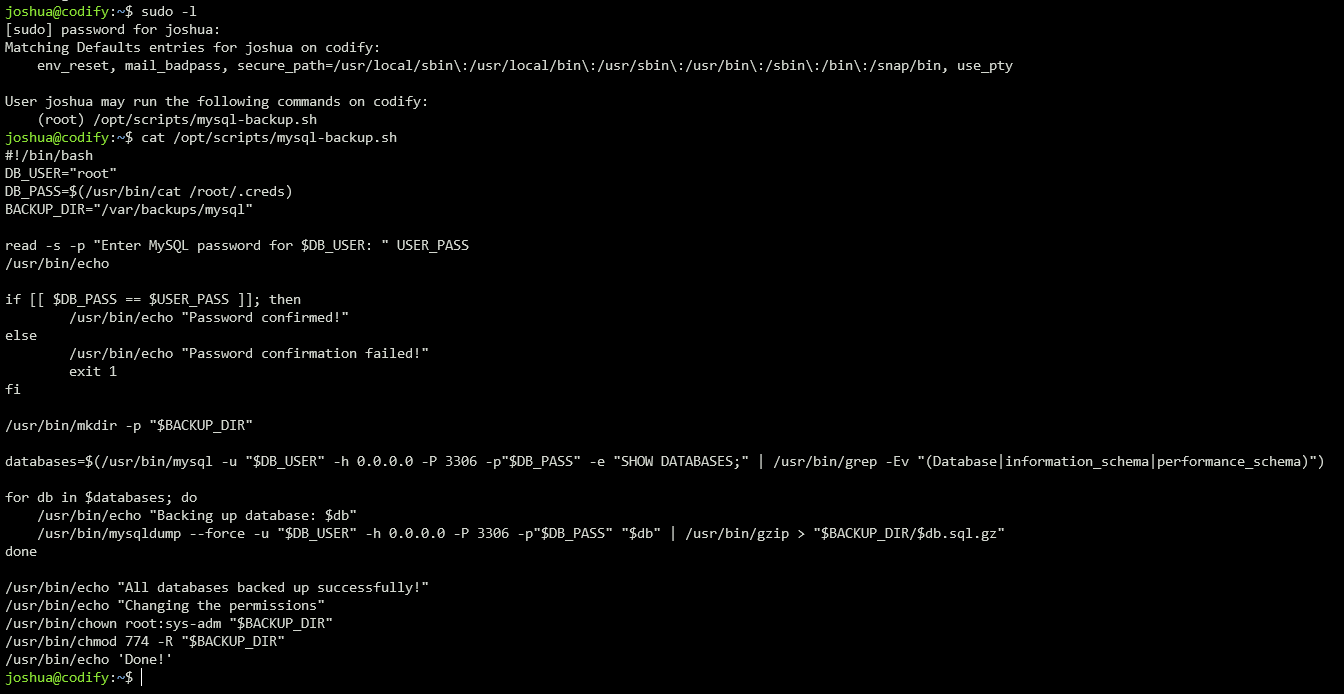 joshua@codify:~$ sudo -l
[sudo] password for joshua:
Matching Defaults entries for joshua on codify:
    env_reset, mail_badpass, secure_path=/usr/local/sbin\:/usr/local/bin\:/usr/sbin\:/usr/bin\:/sbin\:/bin\:/snap/bin, use_pty

User joshua may run the following commands on codify:
    (root) /opt/scripts/mysql-backup.sh
joshua@codify:~$ cat /opt/scripts/mysql-backup.sh
#!/bin/bash
DB_USER="root"
DB_PASS=$(/usr/bin/cat /root/.creds)
BACKUP_DIR="/var/backups/mysql"

read -s -p "Enter MySQL password for $DB_USER: " USER_PASS
/usr/bin/echo

if [[ $DB_PASS == $USER_PASS ]]; then
        /usr/bin/echo "Password confirmed!"
else
        /usr/bin/echo "Password confirmation failed!"
        exit 1
fi

/usr/bin/mkdir -p "$BACKUP_DIR"

databases=$(/usr/bin/mysql -u "$DB_USER" -h 0.0.0.0 -P 3306 -p"$DB_PASS" -e "SHOW DATABASES;" | /usr/bin/grep -Ev "(Database|information_schema|performance_schema)")

for db in $databases; do
    /usr/bin/echo "Backing up database: $db"
    /usr/bin/mysqldump --force -u "$DB_USER" -h 0.0.0.0 -P 3306 -p"$DB_PASS" "$db" | /usr/bin/gzip > "$BACKUP_DIR/$db.sql.gz"
done

/usr/bin/echo "All databases backed up successfully!"
/usr/bin/echo "Changing the permissions"
/usr/bin/chown root:sys-adm "$BACKUP_DIR"
/usr/bin/chmod 774 -R "$BACKUP_DIR"
/usr/bin/echo 'Done!'
joshua@codify:~$